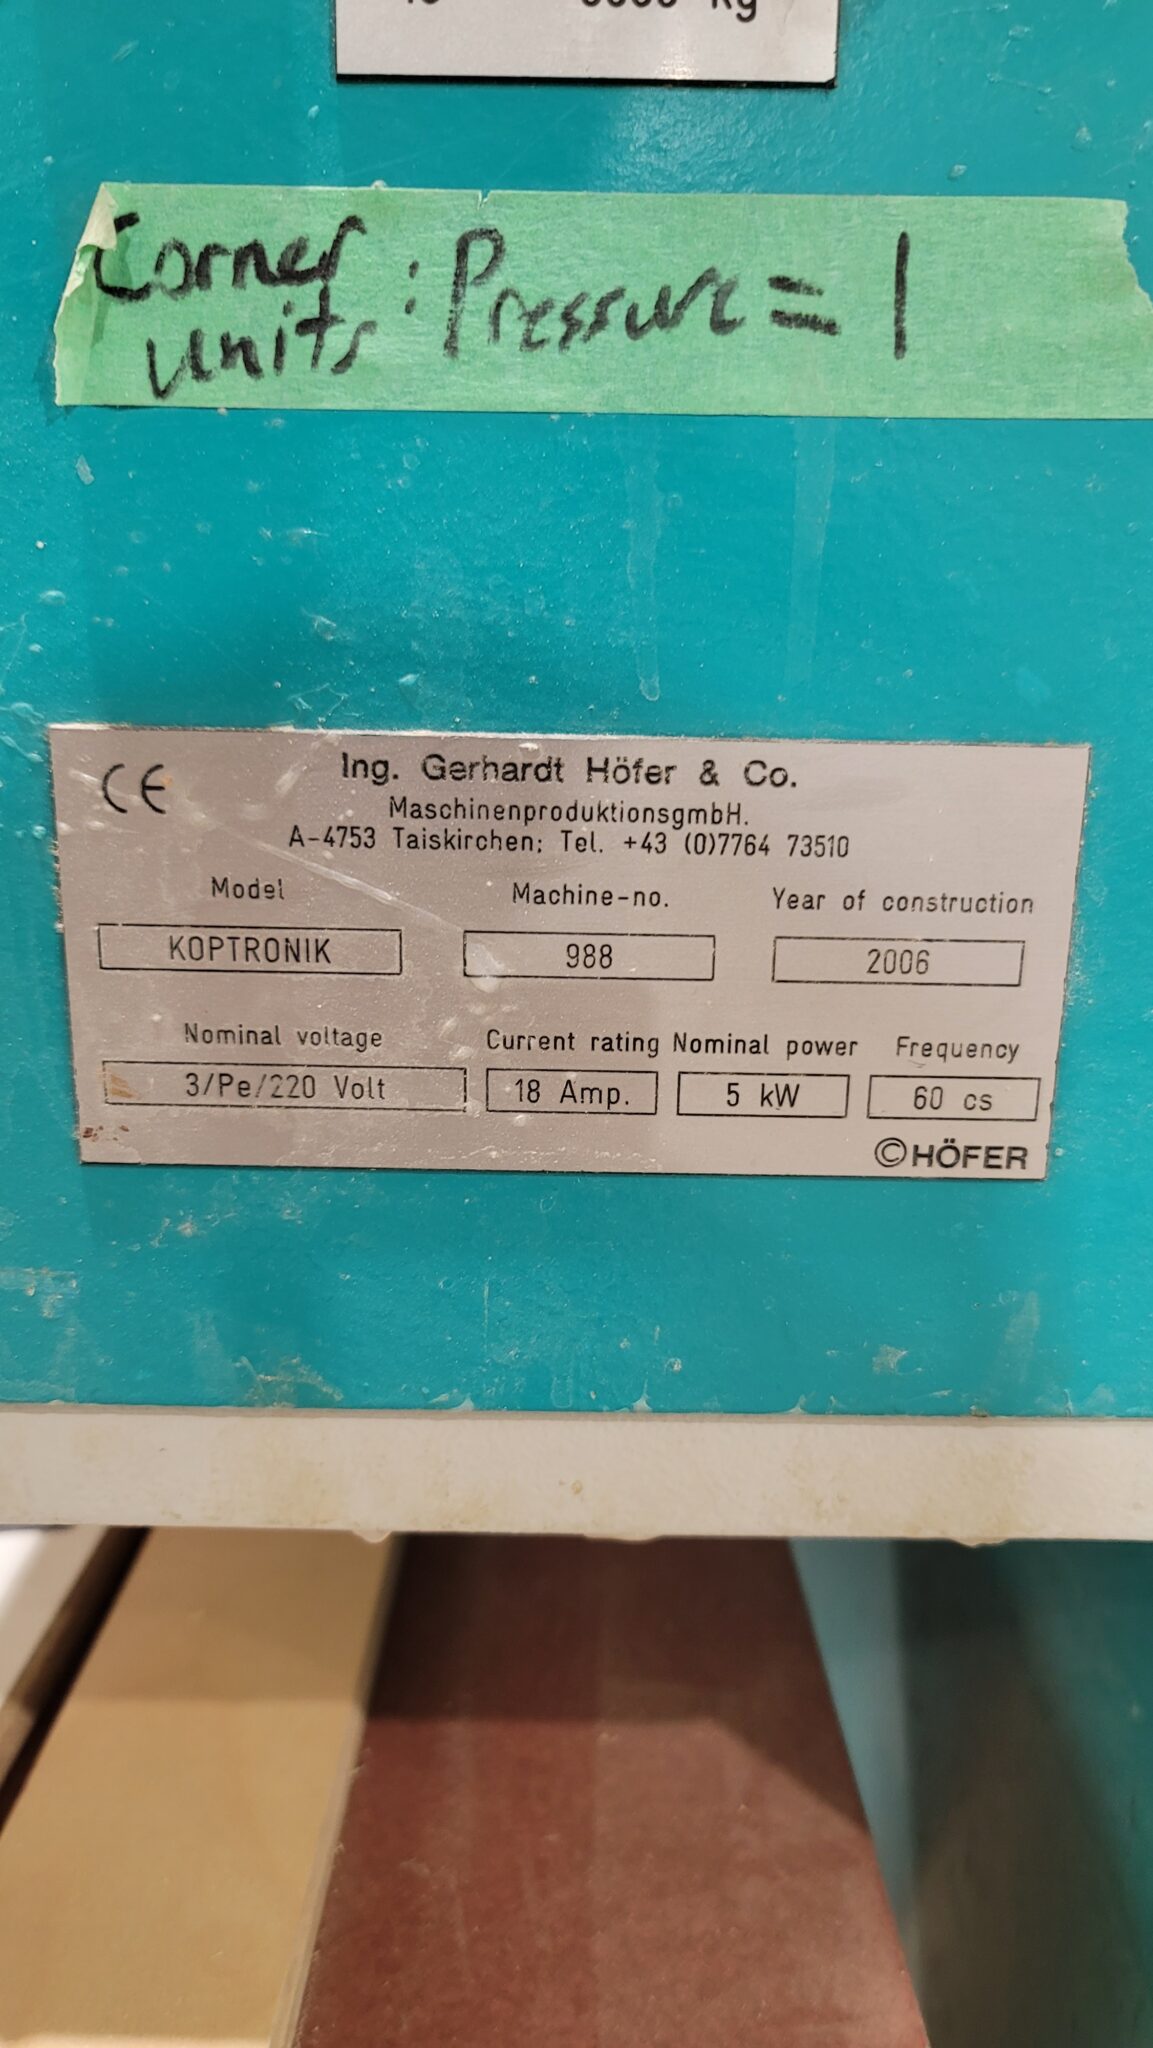 Corner
units : Pressure = 1
CE
Ing. Gerhardt Höfer & Co.
MaschinenproduktionsgmbH.
A-4753 Taiskirchen; Tel. +43 (0)7764 73510
Model Machine-no. Year of construction
KOPTRONIK 988 2006
Nominal voltage Current rating Nominal power Frequency
3/Pe/220 Volt 18 Amp. 5 kW 60 cs
©HÖFER